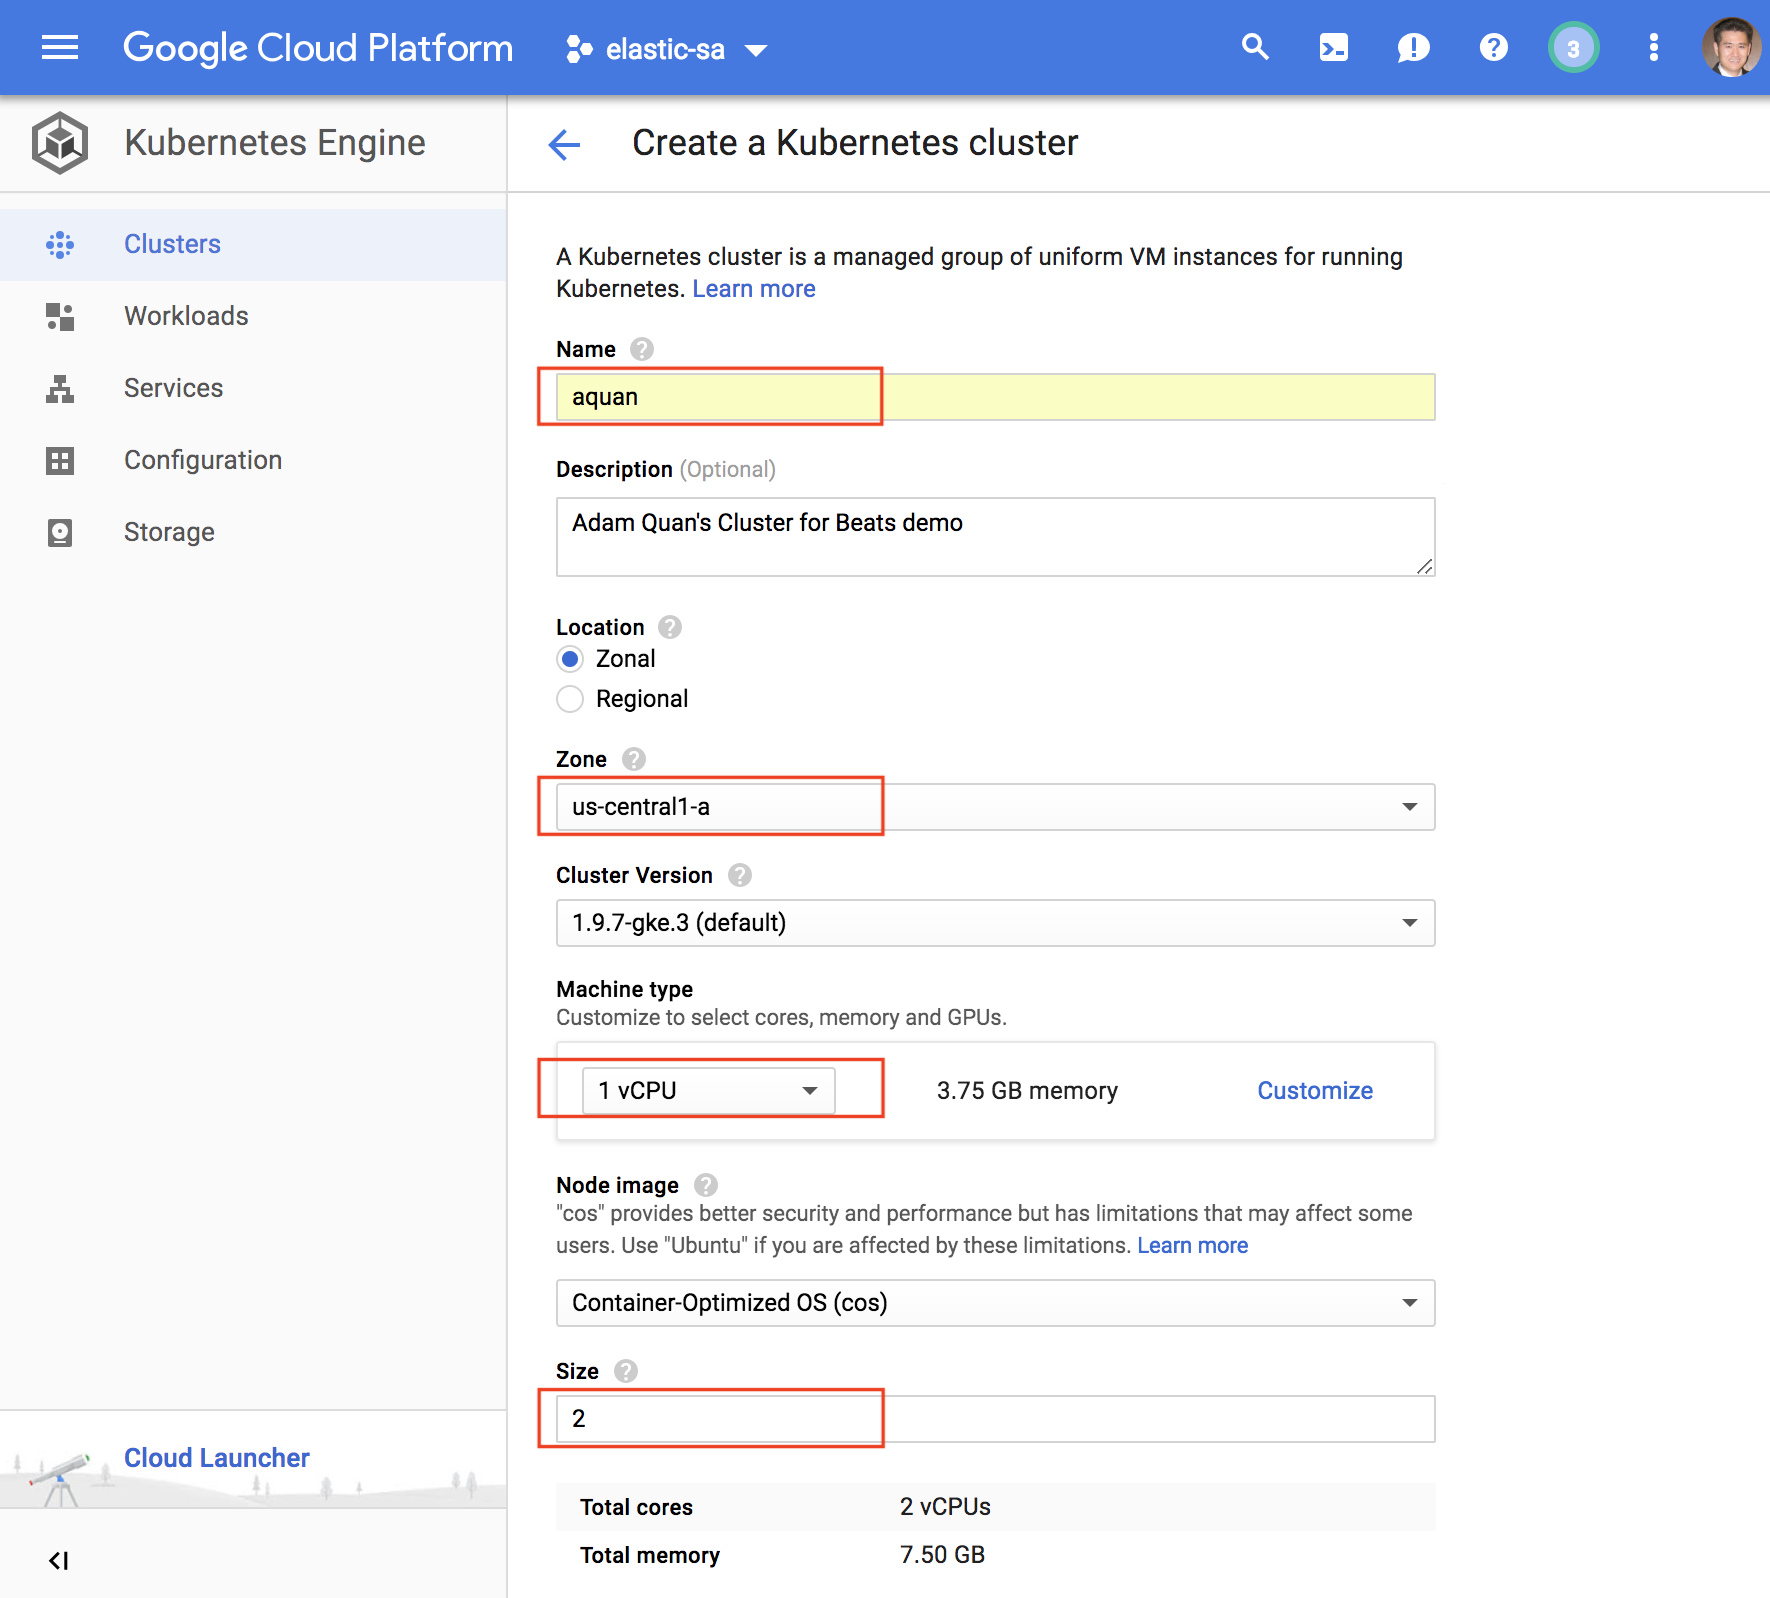 Google Cloud Platform
elastic-sa
3
Kubernetes Engine
Create a Kubernetes cluster
Clusters
Workloads
Services
Configuration
Storage
A Kubernetes cluster is a managed group of uniform VM instances for running
Kubernetes. Learn more
Name
aquan
Description (Optional)
Adam Quan's Cluster for Beats demo
Location
Zonal
Regional
Zone
us-central1-a
Cluster Version
1.9.7-gke.3 (default)
Machine type
Customize to select cores, memory and GPUs.
1 vCPU
3.75 GB memory
Customize
Node image
"cos" provides better security and performance but has limitations that may affect some
users. Use "Ubuntu" if you are affected by these limitations. Learn more
Container-Optimized OS (cos)
Size
2
Total cores 2 vCPUs
Total memory 7.50 GB
Cloud Launcher